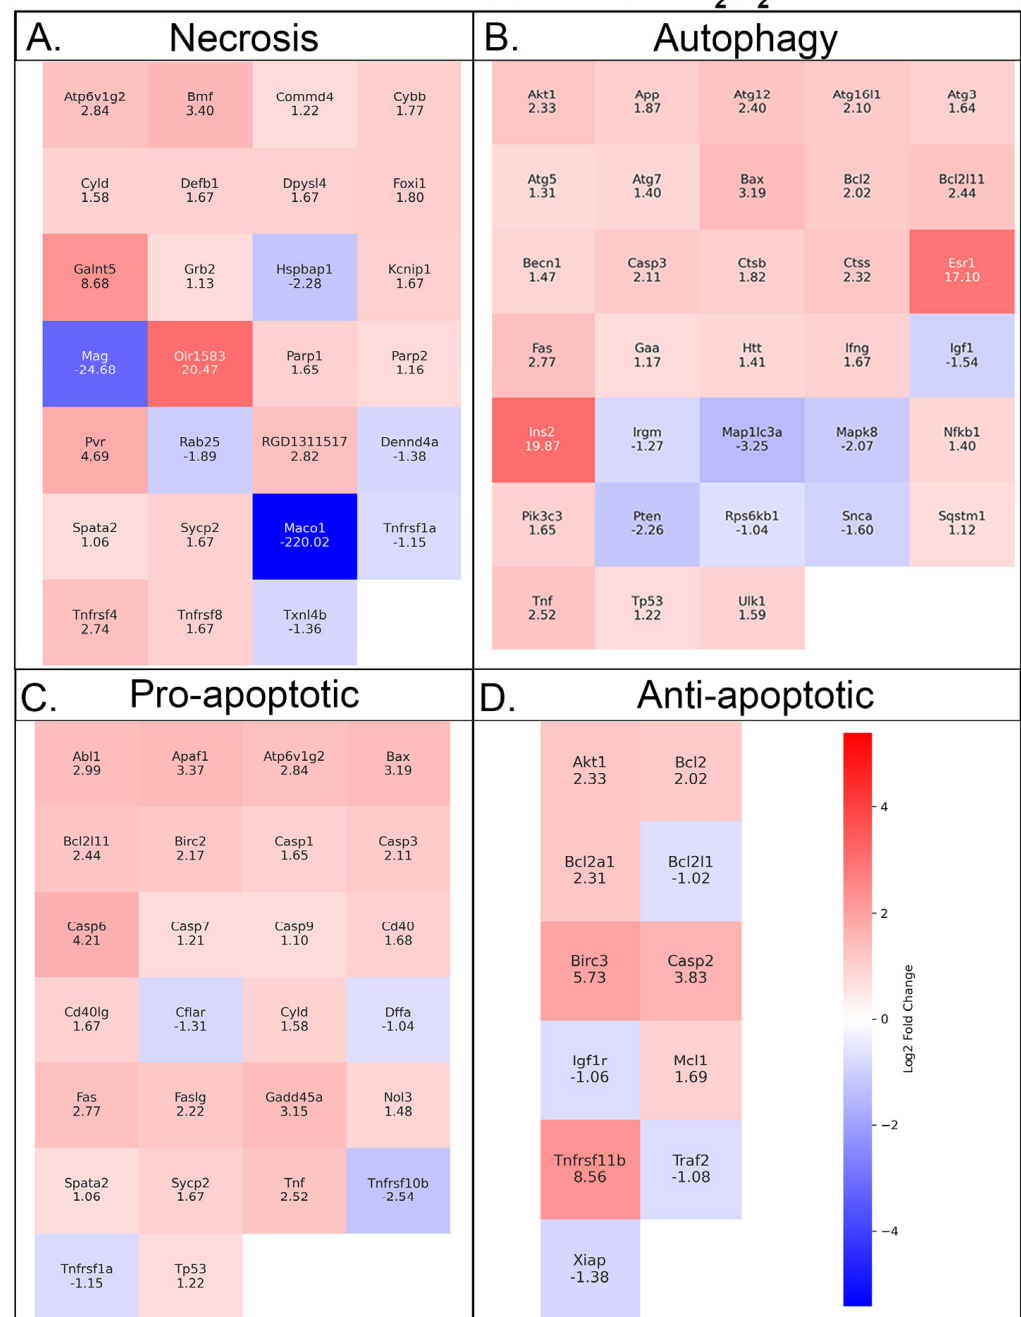 2 2
A. Necrosis
Atp6v1g2 Bmf Commd4 Cybb
2.84 3.40 1.22 1.77
Cyld Defb1 Dpysl4 Foxi1
1.58 1.67 1.67 1.80
Galnt5 Grb2 Hspbap1 Kcnip1
8.68 1.13 -2.28 1.67
Mag Olr1583 Parp1 Parp2
-24.68 20.47 1.65 1.16
Pvr Rab25 RGD1311517 Dennd4a
4.69 -1.89 2.82 -1.38
Spata2 Sycp2 Maco1 Tnfrsf1a
1.06 1.67 -220.02 -1.15
Tnfrsf4 Tnfrsf8 Txnl4b
2.74 1.67 -1.36
B. Autophagy
Akt1 App Atg12 Atg16l1 Atg3
2.33 1.87 2.40 2.10 1.64
Atg5 Atg7 Bax Bcl2 Bcl2l11
1.31 1.40 3.19 2.02 2.44
Becn1 Casp3 Ctsb Ctss Esr1
1.47 2.11 1.82 2.32 17.10
Fas Gaa Htt Ifng Igf1
2.77 1.17 1.41 1.67 -1.54
Ins2 Irgm Map1lc3a Mapk8 Nfkb1
19.87 -1.27 -3.25 -2.07 1.40
Pik3c3 Pten Rps6kb1 Snca Sqstm1
1.65 -2.26 -1.04 -1.60 1.12
Tnf Tp53 Ulk1
2.52 1.22 1.59
C. Pro-apoptotic
Abl1 Apaf1 Atp6v1g2 Bax
2.99 3.37 2.84 3.19
Bcl2l11 Birc2 Casp1 Casp3
2.44 2.17 1.65 2.11
Casp6 Casp7 Casp9 Cd40
4.21 1.21 1.10 1.68
Cd40lg Cflar Cyld Dffa
1.67 -1.31 1.58 -1.04
Fas Faslg Gadd45a Nol3
2.77 2.22 3.15 1.48
Spata2 Sycp2 Tnf Tnfrsf10b
1.06 1.67 2.52 -2.54
Tnfrsf1a Tp53
-1.15 1.22
D. Anti-apoptotic
Akt1 Bcl2
2.33 2.02
Bcl2a1 Bcl2l1
2.31 -1.02
Birc3 Casp2
5.73 3.83
Igf1r Mcl1
-1.06 1.69
Tnfrsf11b Traf2
8.56 -1.08
Xiap
-1.38
4
2
0
−2
−4
Log2 Fold Change